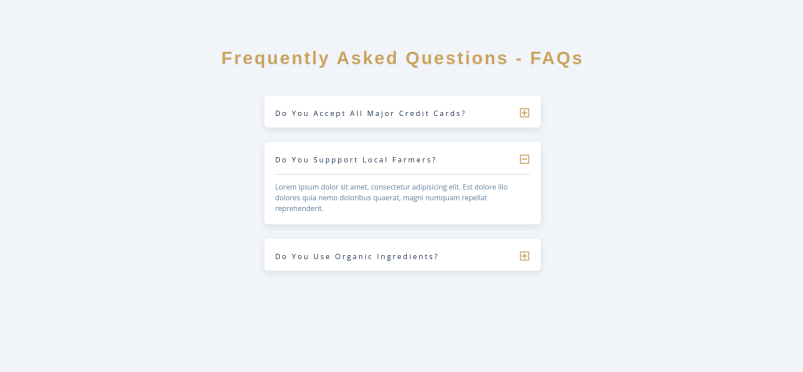 Frequently Asked Questions - FAQs
Do You Accept All Major Credit Cards?
Do You Suppport Local Farmers?
Lorem ipsum dolor sit amet, consectetur adipisicing elit. Est dolore illo
dolores quia nemo doloribus quaerat, magni numquam repellat
reprehenderit.
Do You Use Organic Ingredients?